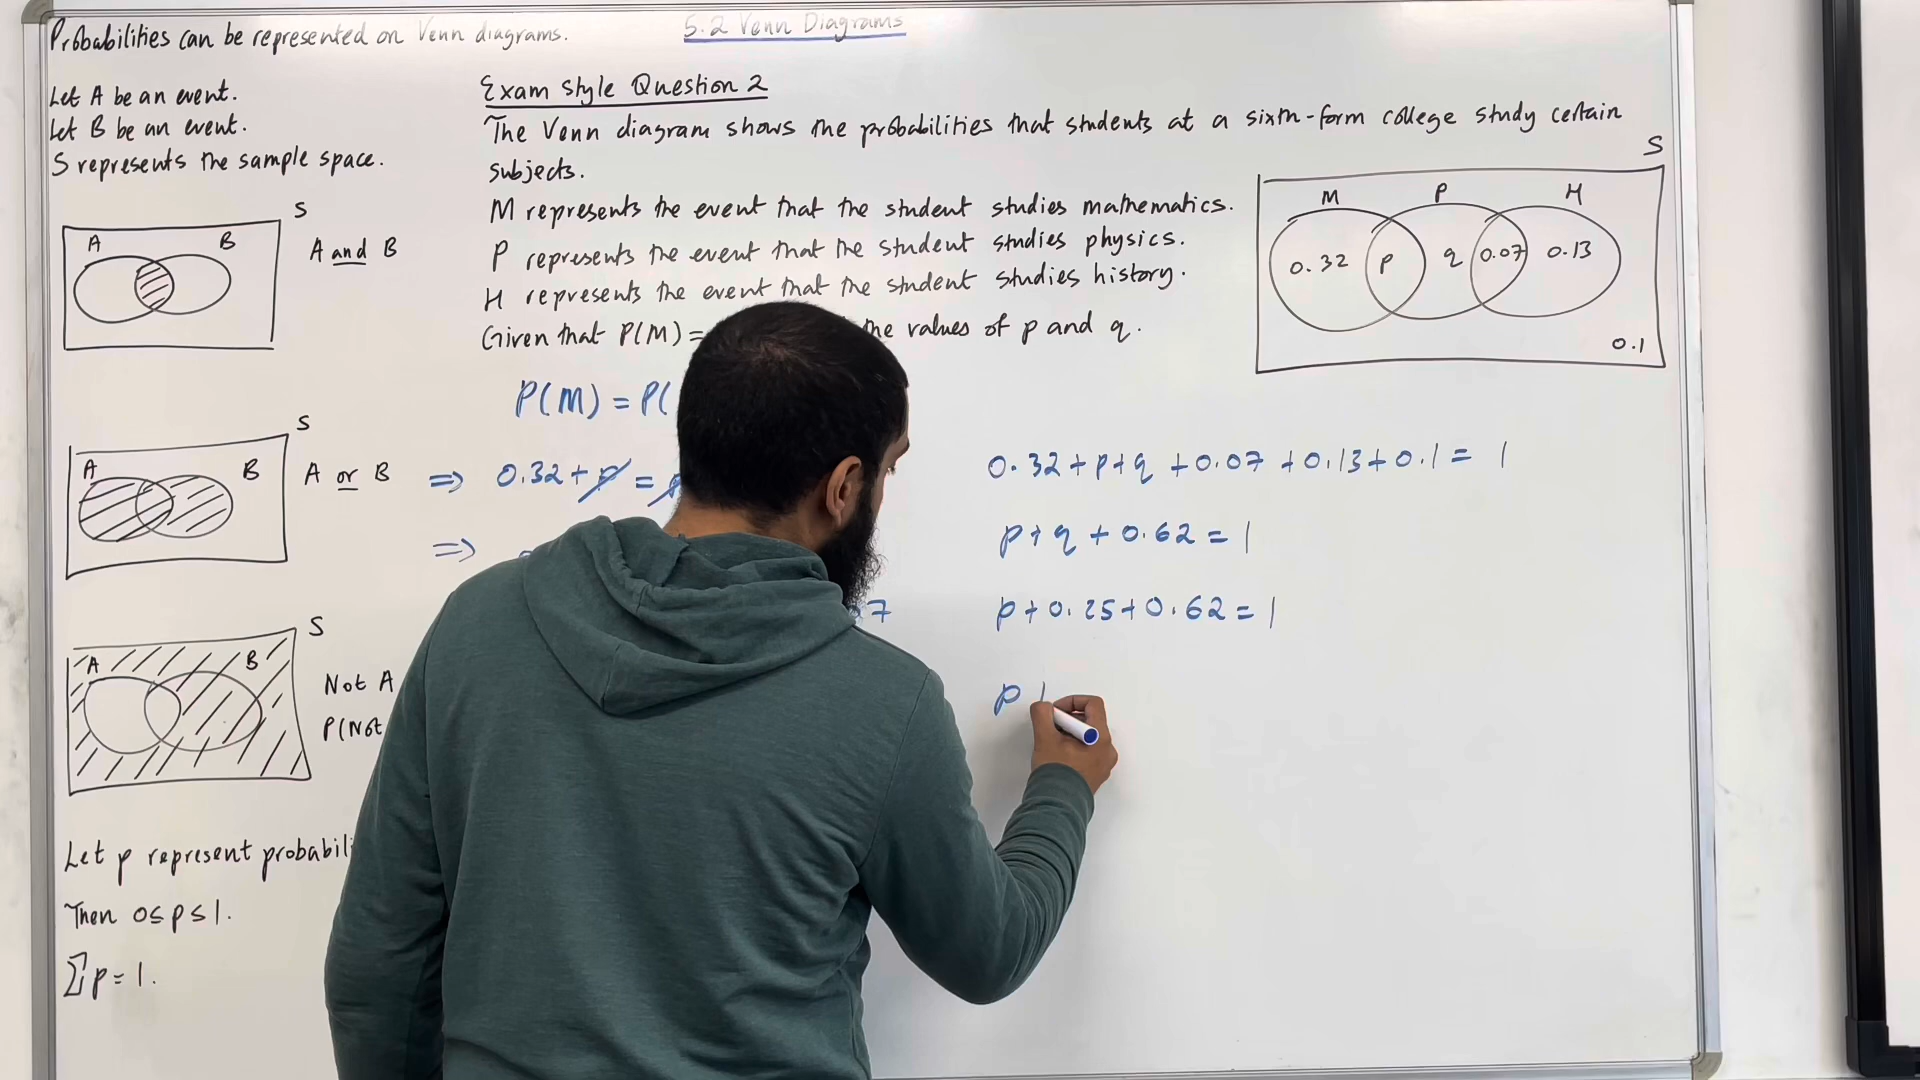 Probabilities can be represented on Venn diagrams.
5.2 Venn Diagrams
Let A be an event.
Let B be an event.
S represents the sample space.
S
A B
A and B
S
A B
A or B
S
A B
Not A
P(Not
Let p represent
Then 0≤p≤1.
∑p=1.
Exam Style Question 2
The Venn diagram shows the probabilities that students at a sixth-form college study certain
subjects.
M represents the event that the student studies mathematics.
P represents the event that the student studies physics.
H represents the event that the student studies history.
Given that P(M)= the values of p and q.
S
M P H
0.32 p q 0.07 0.13
0.1
P(M) = P(
⇒ 0.32+p =
⇒
0.32+p+q+0.07+0.13+0.1 = 1
p+q+0.62=1
p+0.25+0.62=1
p